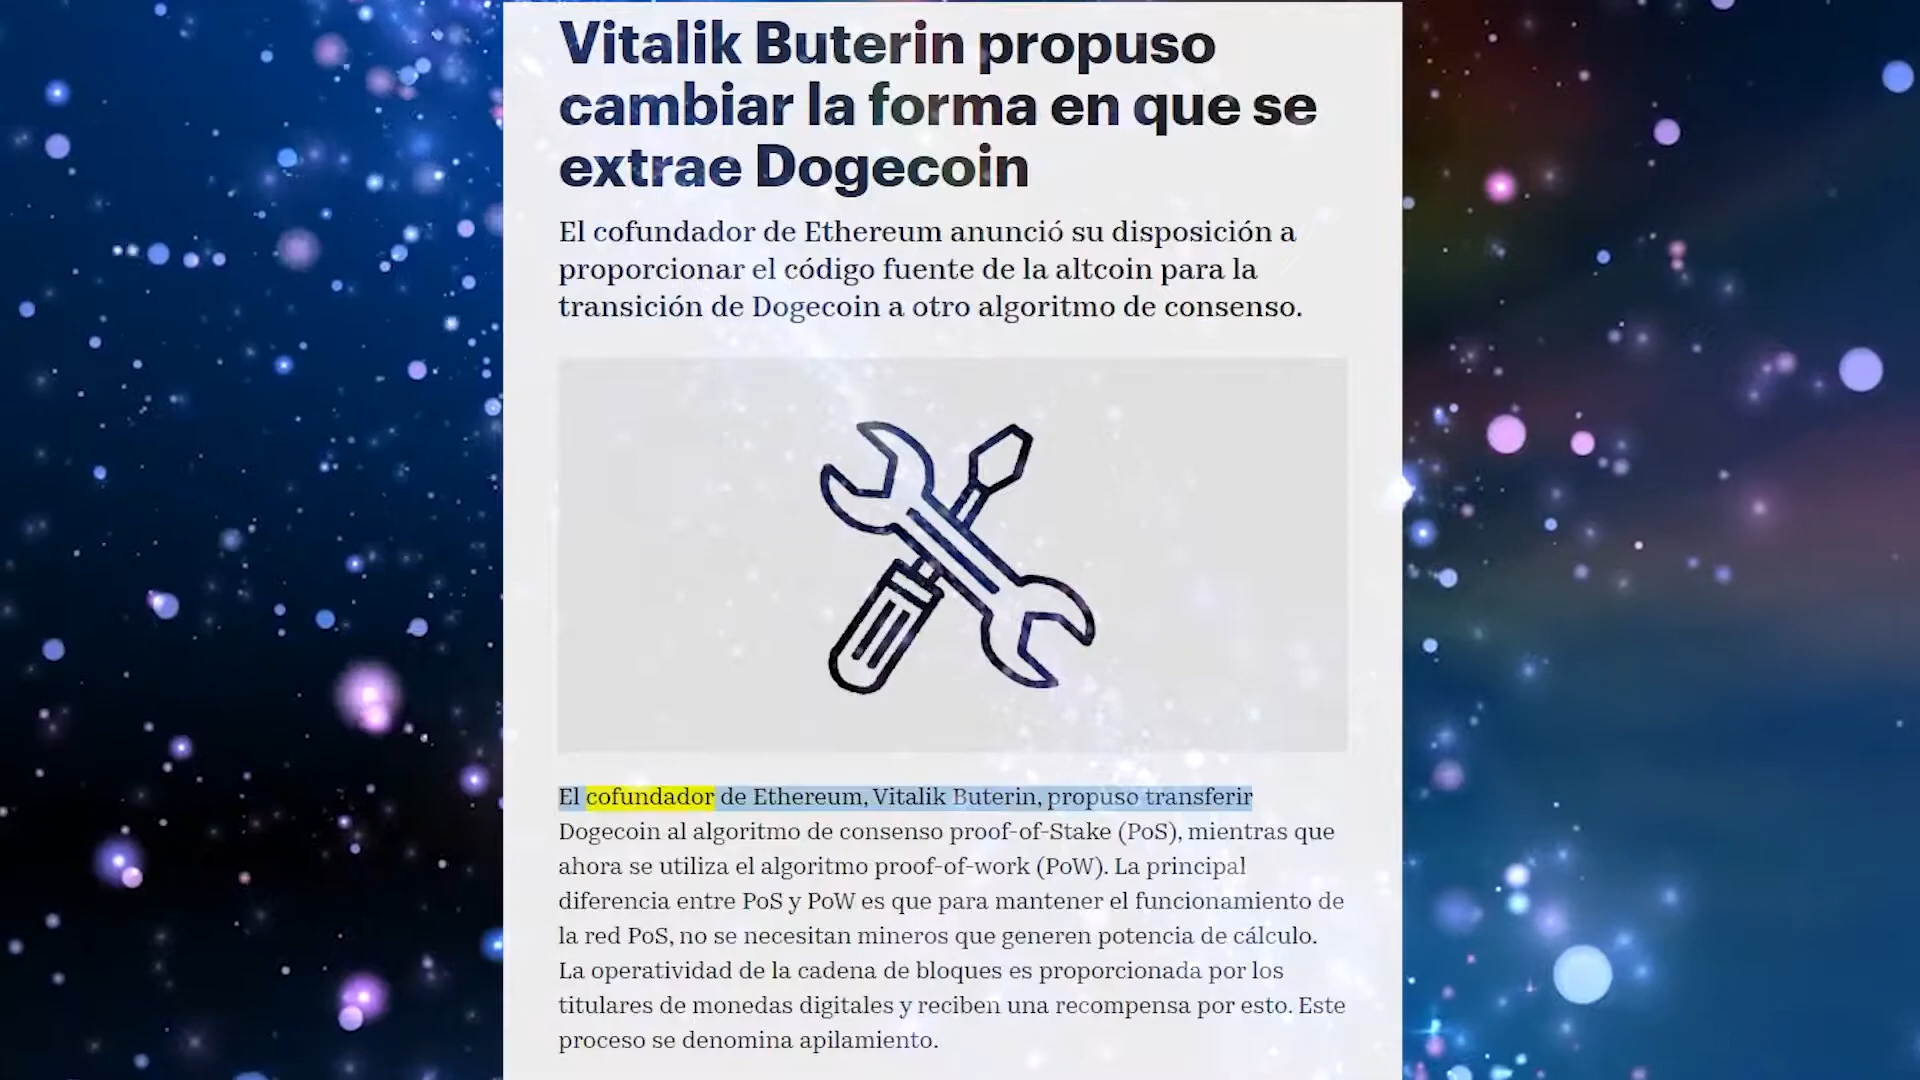 Vitalik Buterin propuso
cambiar la forma en que se
extrae Dogecoin
El cofundador de Ethereum anunció su disposición a
proporcionar el código fuente de la altcoin para la
transición de Dogecoin a otro algoritmo de consenso.
El cofundador de Ethereum, Vitalik Buterin, propuso transferir
Dogecoin al algoritmo de consenso proof-of-Stake (PoS), mientras que
ahora se utiliza el algoritmo proof-of-work (PoW). La principal
diferencia entre PoS y PoW es que para mantener el funcionamiento de
la red PoS, no se necesitan mineros que generen potencia de cálculo.
La operatividad de la cadena de bloques es proporcionada por los
titulares de monedas digitales y reciben una recompensa por esto. Este
proceso se denomina apilamiento.